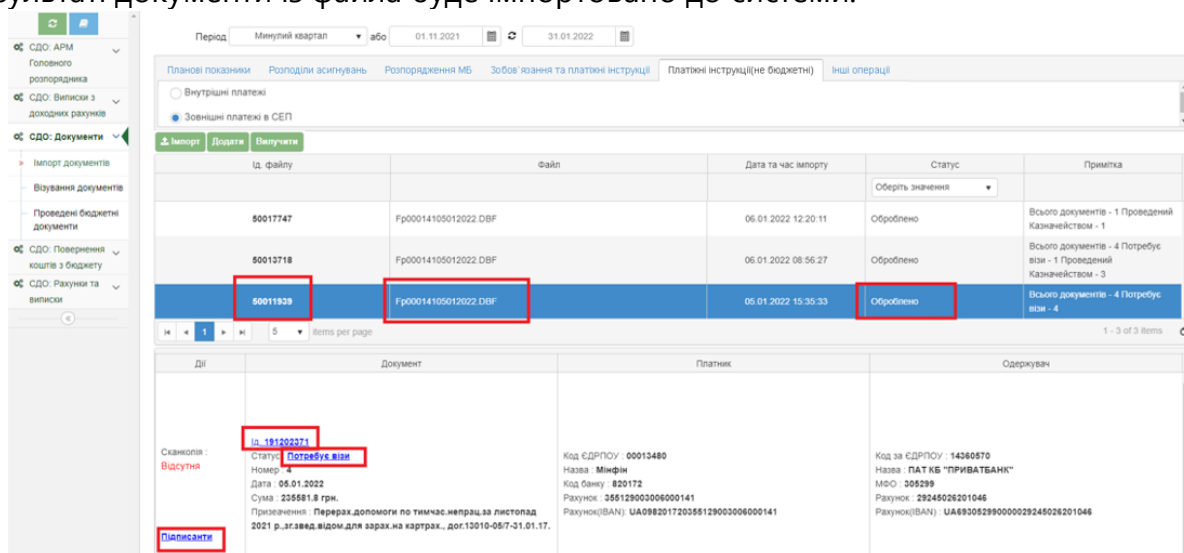 зультаті документи із файла буде імпортовано до системи.
СДО: АРМ
Головного
розпорядника
СДО: Виписки з
доходних рахунків
СДО: Документи
Імпорт документів
Візування документів
Проведені бюджетні
документи
СДО: Повернення
коштів з бюджету
СДО: Рахунки та
виписки
Період Минулий квартал або 01.11.2021 31.01.2022
Планові показники Розподіли асигнувань Розпорядження МБ Зобов'язання та платіжні інструкції Платіжні інструкції(не бюджетні) Інші операції
Внутрішні платежі
Зовнішні платежі в СЕП
Імпорт Додати Вилучити
Ід. файлу Файл Дата та час імпорту Статус Примітка
Оберіть значення
50017747 Fp00014105012022.DBF 06.01.2022 12:20:11 Оброблено Всього документів - 1 Проведений
Казначейством - 1
50013718 Fp00014105012022.DBF 06.01.2022 08:56:27 Оброблено Всього документів - 4 Потребує
візи - 1 Проведений
Казначейством - 3
50011939 Fp00014105012022.DBF 05.01.2022 15:35:33 Оброблено Всього документів - 4 Потребує
візи - 4
1 5 items per page 1 - 3 of 3 items
Дії Документ Платник Одержувач
Сканкопія :
Відсутня
Підписанти
Ід. 191202371
Статус : Потребує візи
Номер : 4
Дата : 05.01.2022
Сума : 235581.8 грн.
Призначення : Перерах.допомоги по тимчас.непрац.за листопад
2021 р.,зг.звед.відом.для зарах.на картрах., дог.13010-05/7-31.01.17.
Код ЄДРПОУ : 00013480
Назва : Мінфін
Код банку : 820172
Рахунок : 355129003006000141
Рахунок(IBAN): UA098201720355129003006000141
Код за ЄДРПОУ : 14360570
Назва : ПАТ КБ "ПРИВАТБАНК"
МФО : 305299
Рахунок : 29245026201046
Рахунок(IBAN) : UA693052990000029245026201046